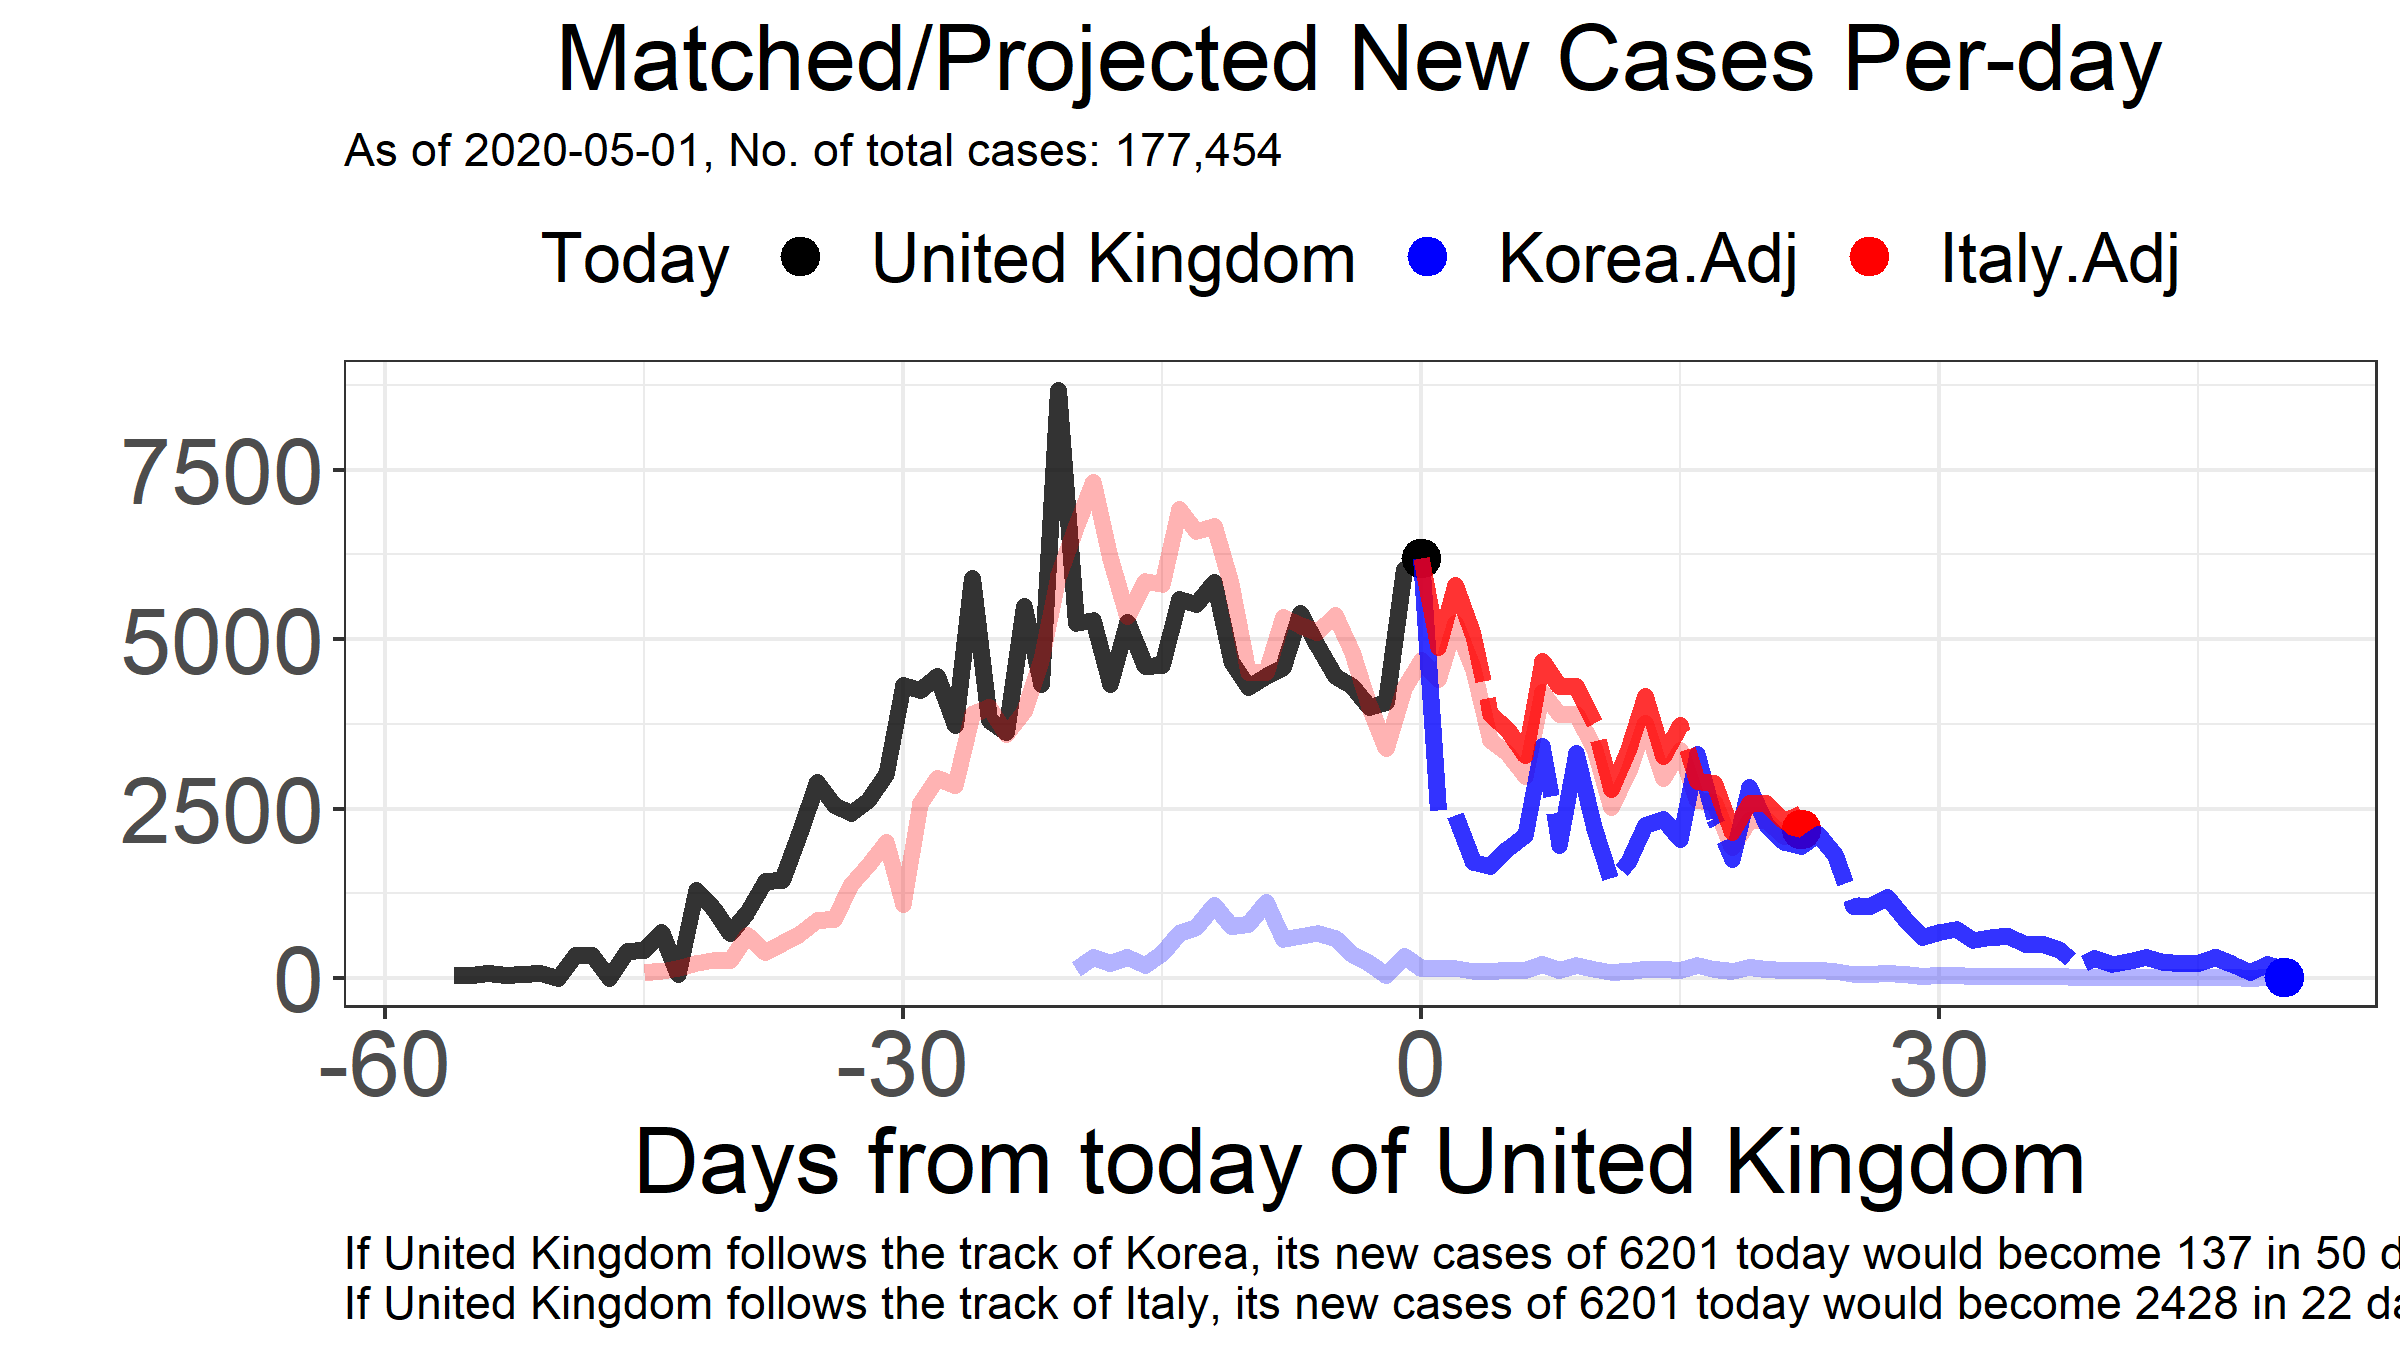 Matched/Projected New Cases Per-day
As of 2020-05-01, No. of total cases: 177,454
Today United Kingdom Korea.Adj Italy.Adj
7500
5000
2500
0
-60 -30 0 30
Days from today of United Kingdom
If United Kingdom follows the track of Korea, its new cases of 6201 today would become 137 in 50
If United Kingdom follows the track of Italy, its new cases of 6201 today would become 2428 in 22